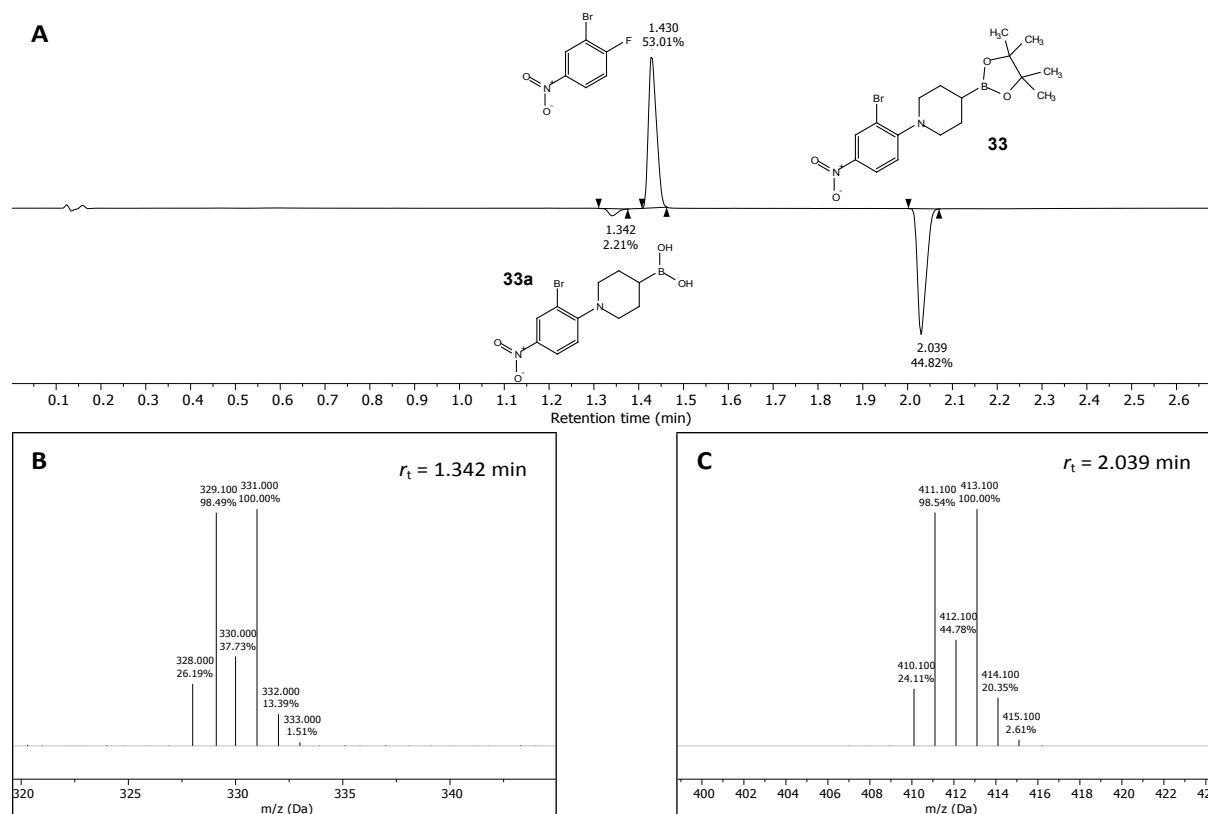 A
Br
F
N+
O
O-
1.430
53.01%
1.342
2.21%
33a
Br
N
B
OH
OH
N+
O
O-
33
Br
N
B
O
O
CH3
H3C
CH3
CH3
N+
O
O-
2.039
44.82%
0.1 0.2 0.3 0.4 0.5 0.6 0.7 0.8 0.9 1.0 1.1 1.2 1.3 1.4 1.5 1.6 1.7 1.8 1.9 2.0 2.1 2.2 2.3 2.4 2.5 2.6
Retention time (min)
B
rt = 1.342 min
328.000
26.19%
329.100
98.49%
330.000
37.73%
331.000
100.00%
332.000
13.39%
333.000
1.51%
320 325 330 335 340
m/z (Da)
C
rt = 2.039 min
410.100
24.11%
411.100
98.54%
412.100
44.78%
413.100
100.00%
414.100
20.35%
415.100
2.61%
400 402 404 406 408 410 412 414 416 418 420 422
m/z (Da)